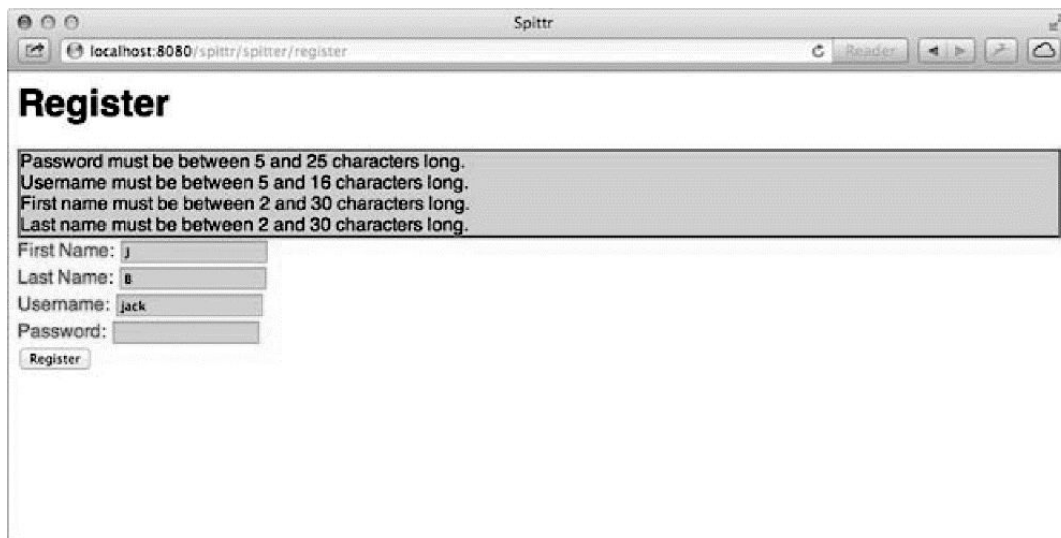 Spittr
localhost:8080/spittr/spitter/register
Reader
Register
Password must be between 5 and 25 characters long.
Username must be between 5 and 16 characters long.
First name must be between 2 and 30 characters long.
Last name must be between 2 and 30 characters long.
First Name: J
Last Name: B
Username: jack
Password:
Register